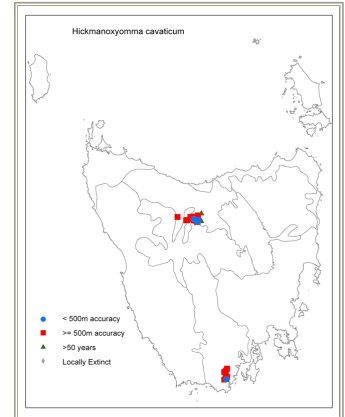 Hickmanoxyomma cavaticum
< 500m accuracy
>= 500m accuracy
>50 years
Locally Extinct